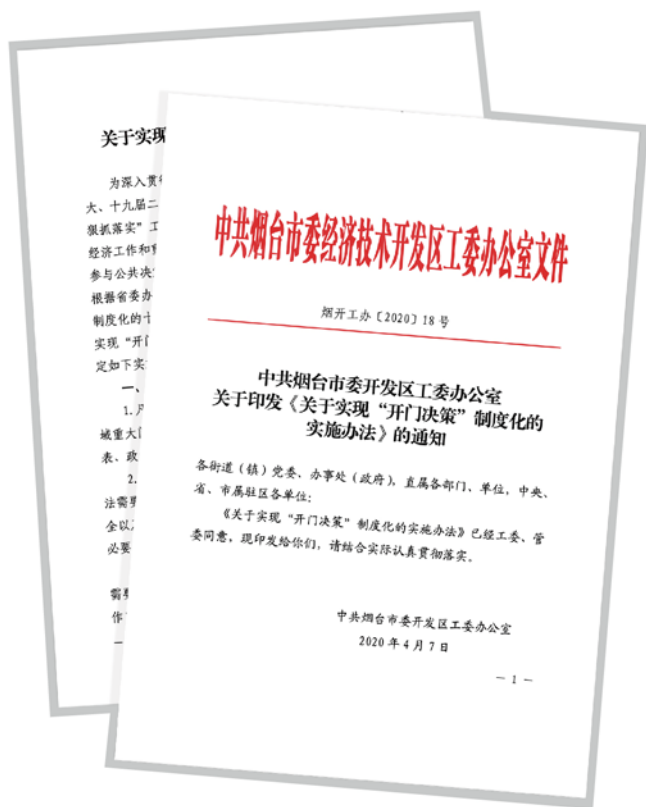 中共烟台市委经济技术开发区工委办公室文件
烟开工办〔2020〕18号
中共烟台市委开发区工委办公室
关于印发《关于实现“开门决策”制度化的
实施办法》的通知
各街道（镇）党委、办事处（政府），直属各部门、单位，中央、
省、市属驻区各单位：
《关于实现“开门决策”制度化的实施办法》已经工委、管
委同意，现印发给你们，请结合实际认真贯彻落实。
中共烟台市委开发区工委办公室
2020年4月7日
— 1 —
关于实现
为深入贯
大、十九届二
狠抓落实”工
经济工作和
参与公共决
根据省委办
制度化的十
实现“开门
定如下实
一、
1.凡
域重大
表、政
2.
法需要
全以
必要
需要
作